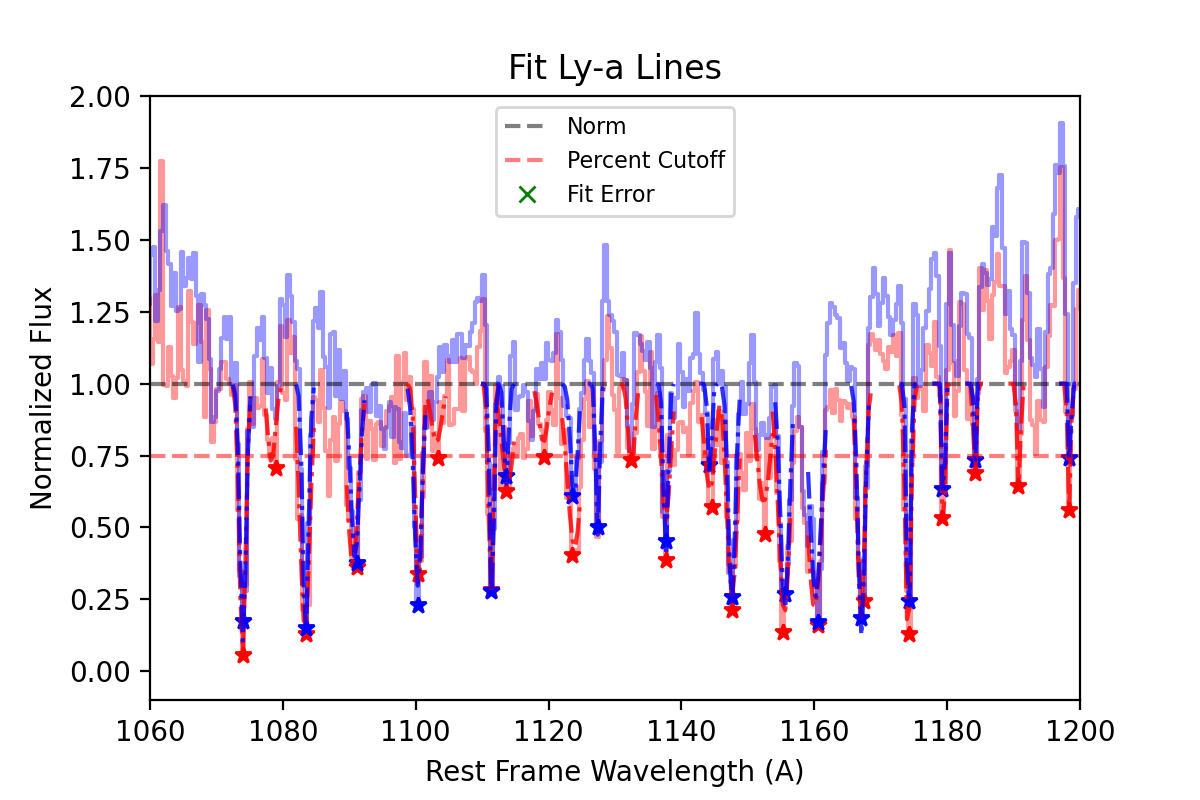 Fit Ly-a Lines
Norm
Percent Cutoff
Fit Error
Normalized Flux
2.00
1.75
1.50
1.25
1.00
0.75
0.50
0.25
0.00
1060 1080 1100 1120 1140 1160 1180 1200
Rest Frame Wavelength (A)